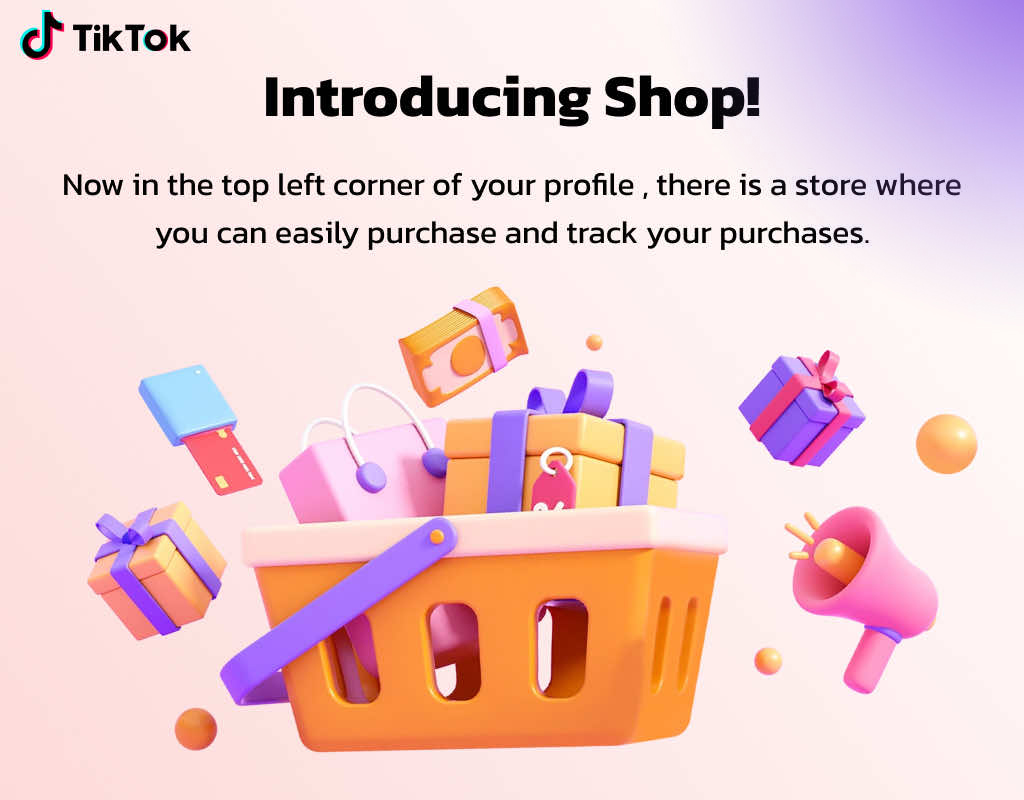 TikTok
Introducing Shop!
Now in the top left corner of your profile , there is a store where
you can easily purchase and track your purchases.
%